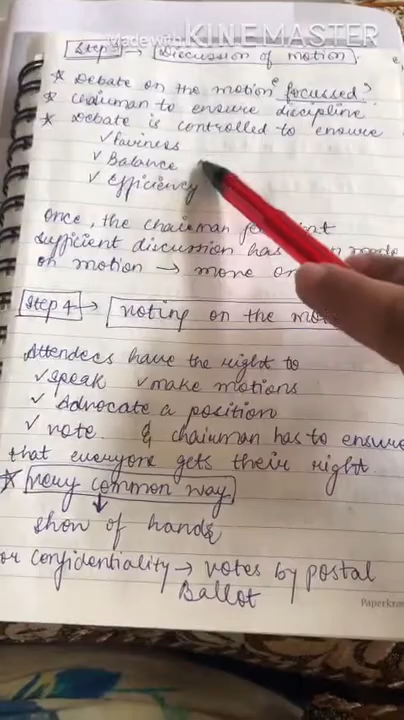 Made with KINEMASTER
Step 3 → Discussion of motion.
* Debate on the motion focussed?
* Chairman to ensure discipline
* Debate is controlled to ensure
✓ Fairness
✓ Balance
✓ Efficiency
Once, the chairman
sufficient discussion has made
on motion → move on
Step 4 → Voting on the
Attendees have the right to
✓ speak ✓ make motions
✓ Advocate a position
✓ vote. & chairman has to ensure
that everyone gets their right.
* Very common way
↓
show of hands
or confidentiality → votes by postal
Ballot